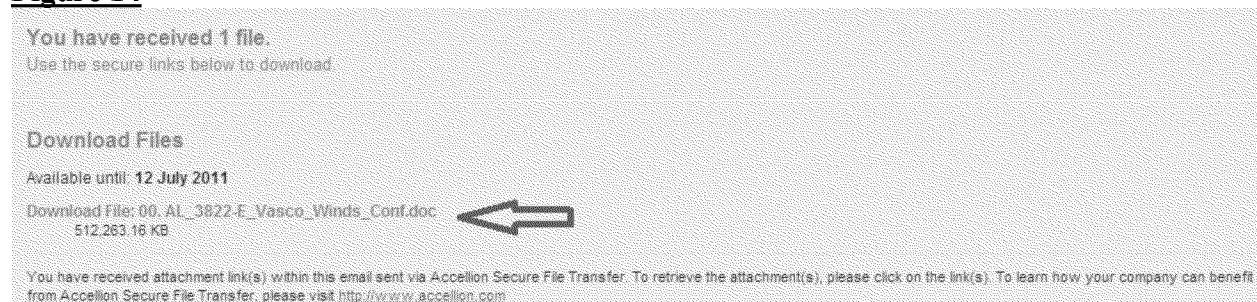 You have received 1 file.
Use the secure links below to download
Download Files
Available until: 12 July 2011
Download File: 00. AL_3822-E_Vasco_Winds_Conf.doc
512,263.16 KB
You have received attachment link(s) within this email sent via Accellion Secure File Transfer. To retrieve the attachment(s), please click on the link(s). To learn how your company can benefit
from Accellion Secure File Transfer, please visit http://www.accellion.com